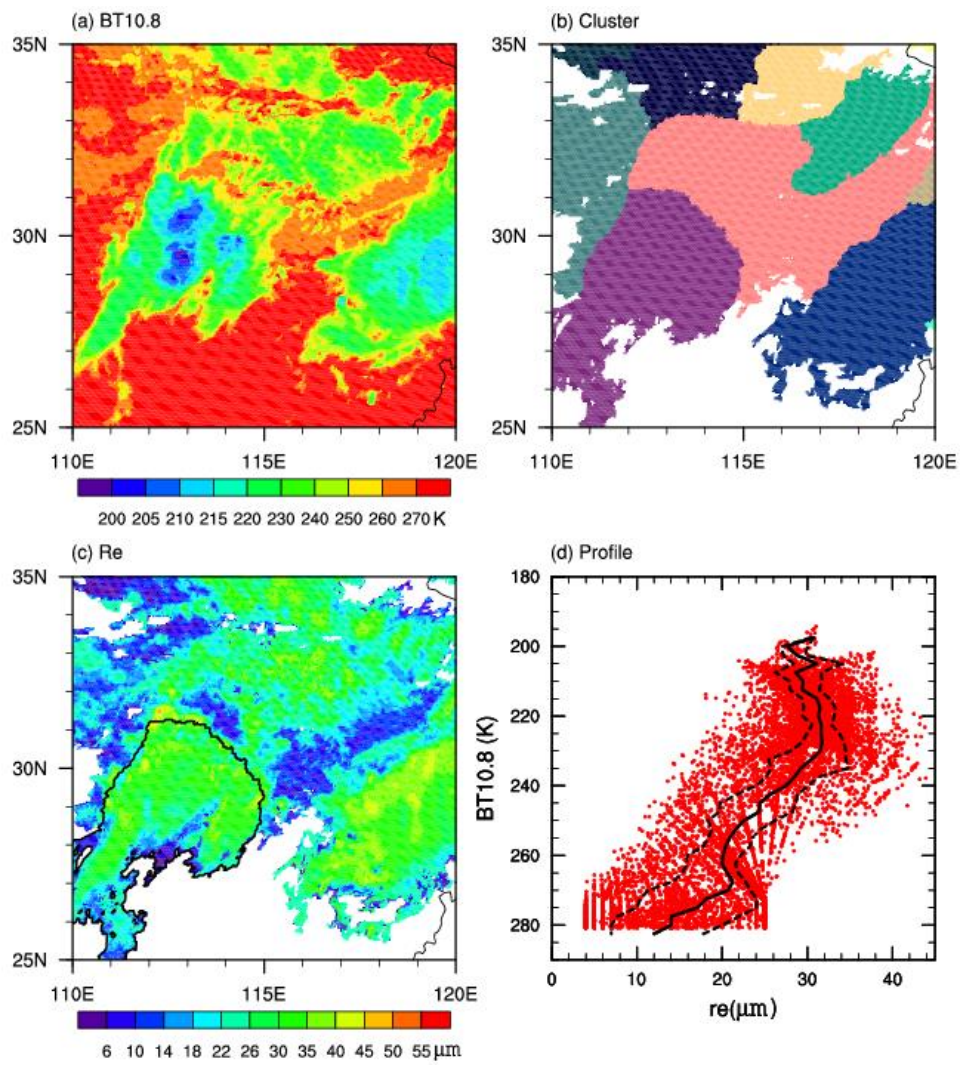 (a) BT10.8
(b) Cluster
35N
30N
25N
110E 115E 120E
35N
30N
25N
110E 115E 120E
200 205 210 215 220 230 240 250 260 270 K
(c) Re
(d) Profile
35N
30N
25N
110E 115E 120E
6 10 14 18 22 26 30 35 40 45 50 55 μm
BT10.8 (K)
180
200
220
240
260
280
0 10 20 30 40
re(μm)